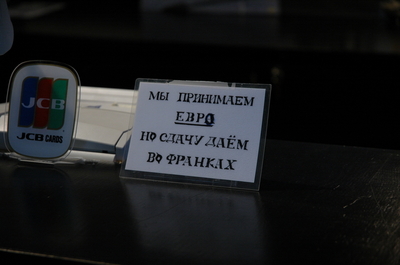 JCB
JCB CARDS
МЫ ПРИНИМАЕМ
ЕВРО
НО СДАЧУ ДАЁМ
ВО ФРАНКАХ